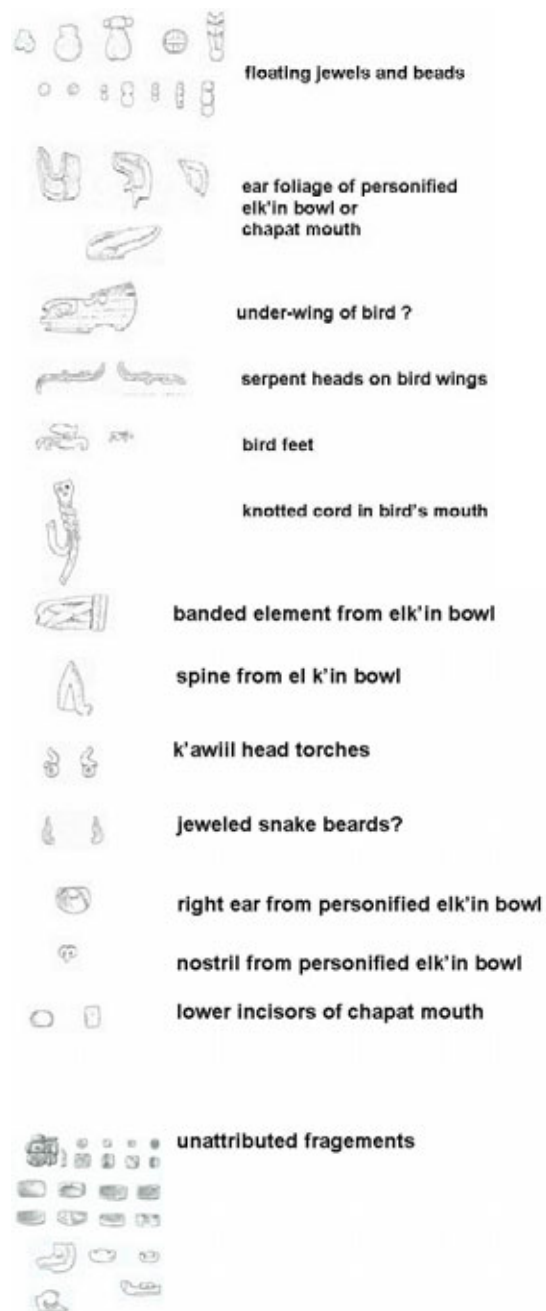 floating jewels and beads
ear foliage of personified
elk'in bowl or
chapat mouth
under-wing of bird ?
serpent heads on bird wings
bird feet
knotted cord in bird's mouth
banded element from elk'in bowl
spine from el k'in bowl
k'awiil head torches
jeweled snake beards?
right ear from personified elk'in bowl
nostril from personified elk'in bowl
lower incisors of chapat mouth
unattributed fragements